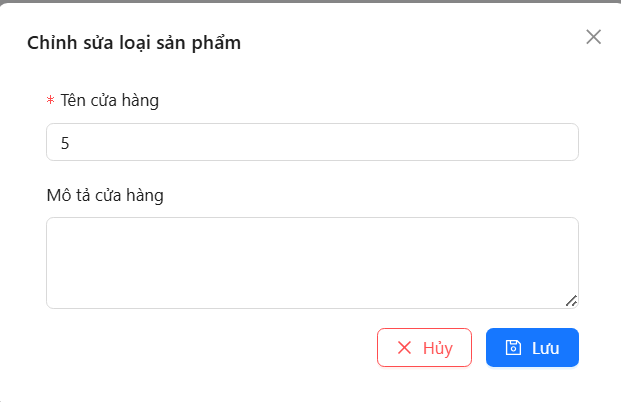 Chỉnh sửa loại sản phẩm
* Tên cửa hàng
5
Mô tả cửa hàng
Hủy
Lưu